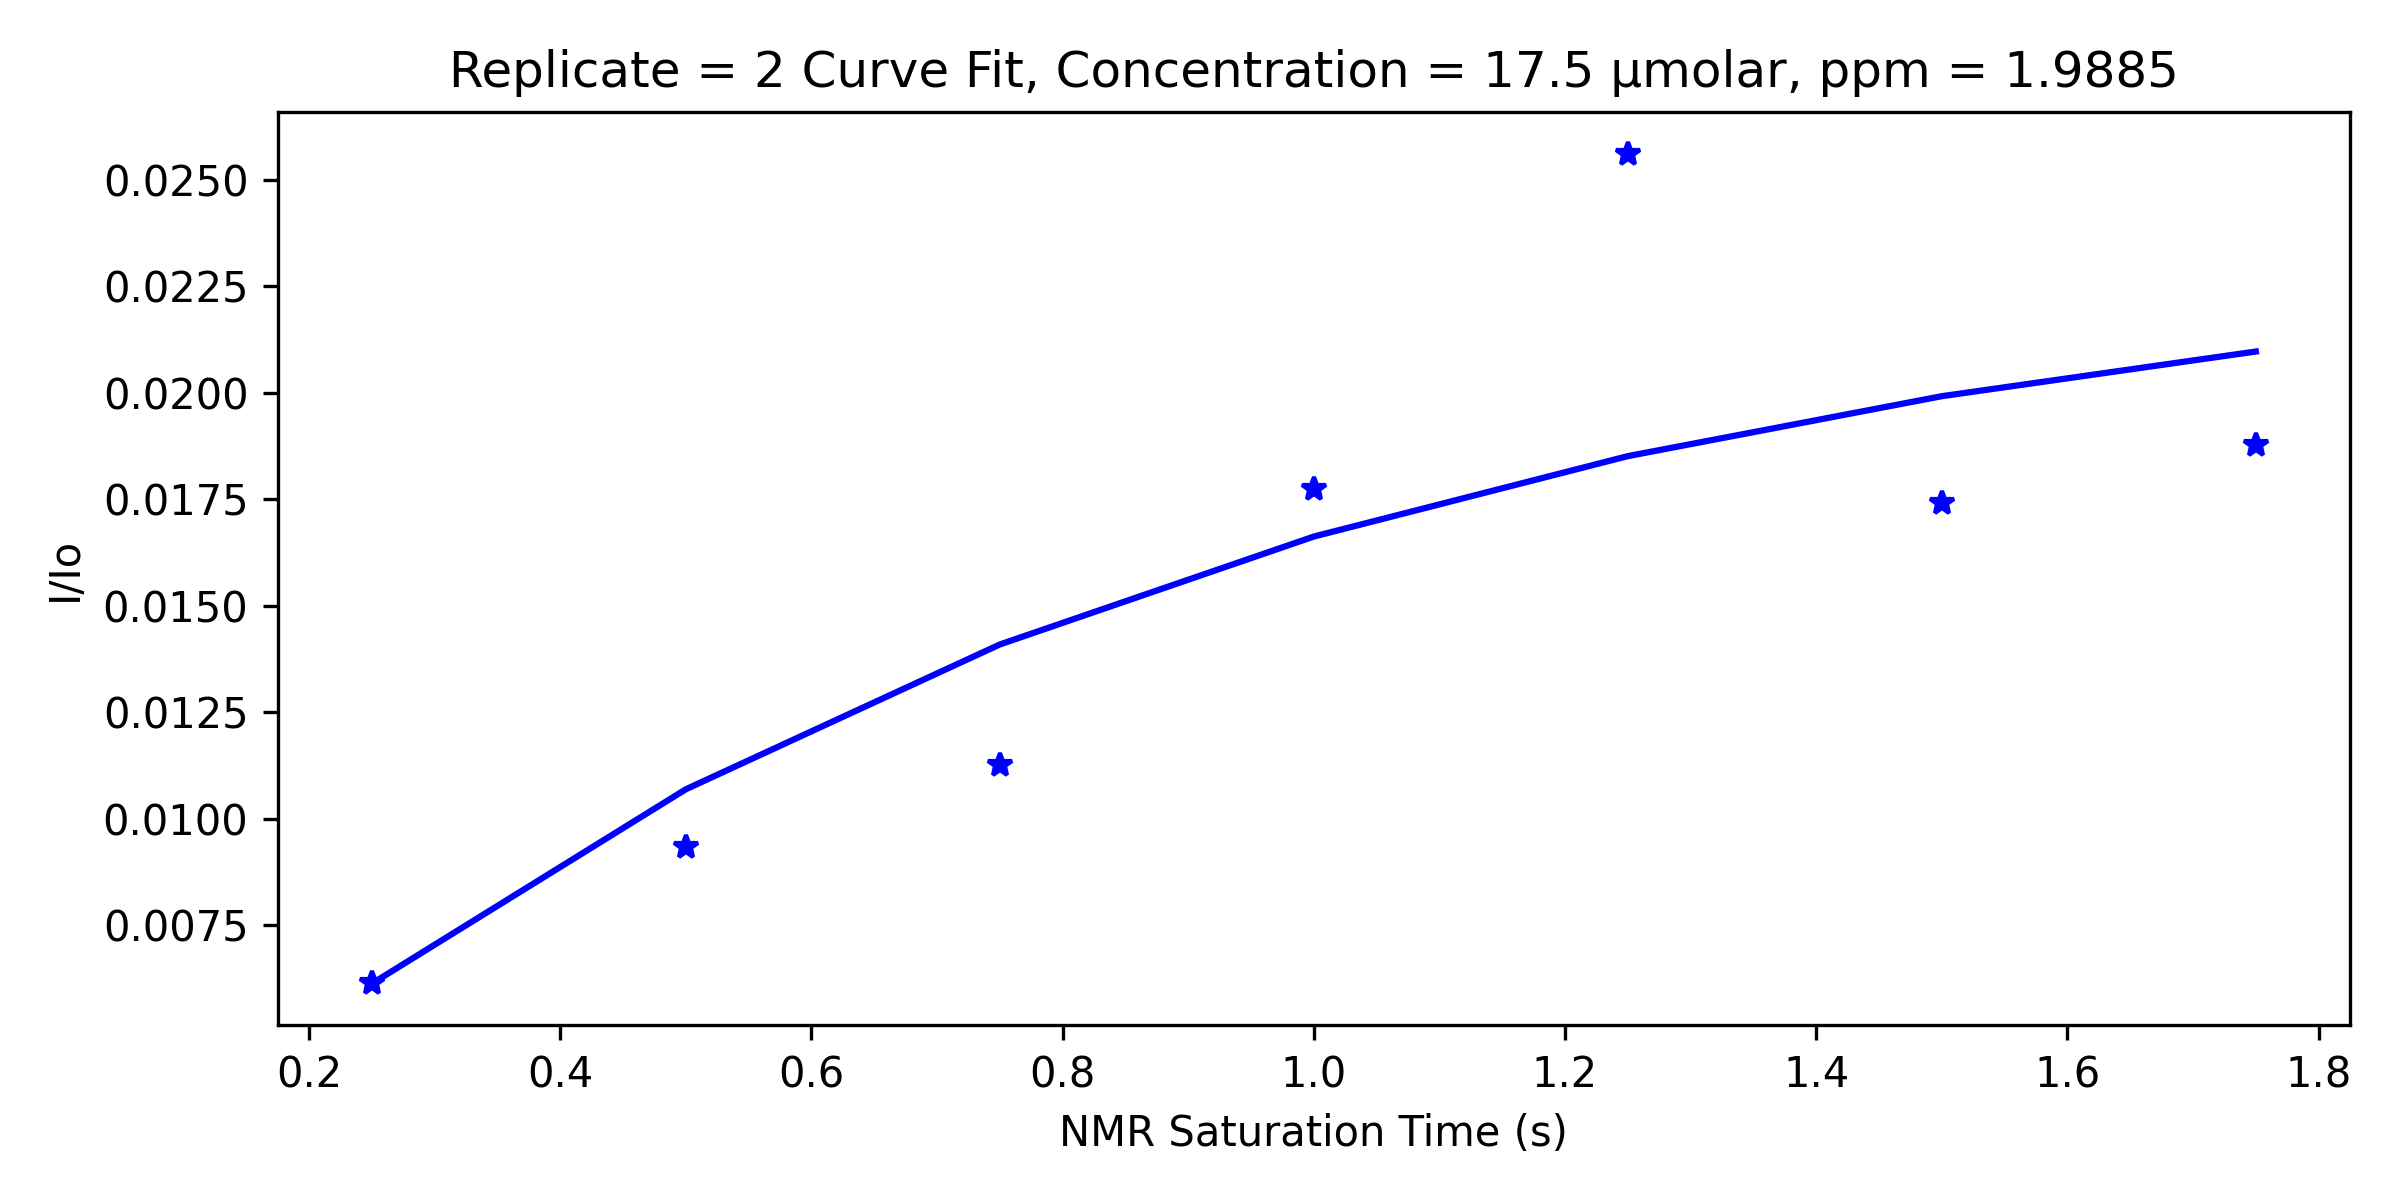 Replicate = 2 Curve Fit, Concentration = 17.5 μmolar, ppm = 1.9885
0.0250
0.0225
0.0200
0.0175
0.0150
0.0125
0.0100
0.0075
I/Io
0.2 0.4 0.6 0.8 1.0 1.2 1.4 1.6 1.8
NMR Saturation Time (s)